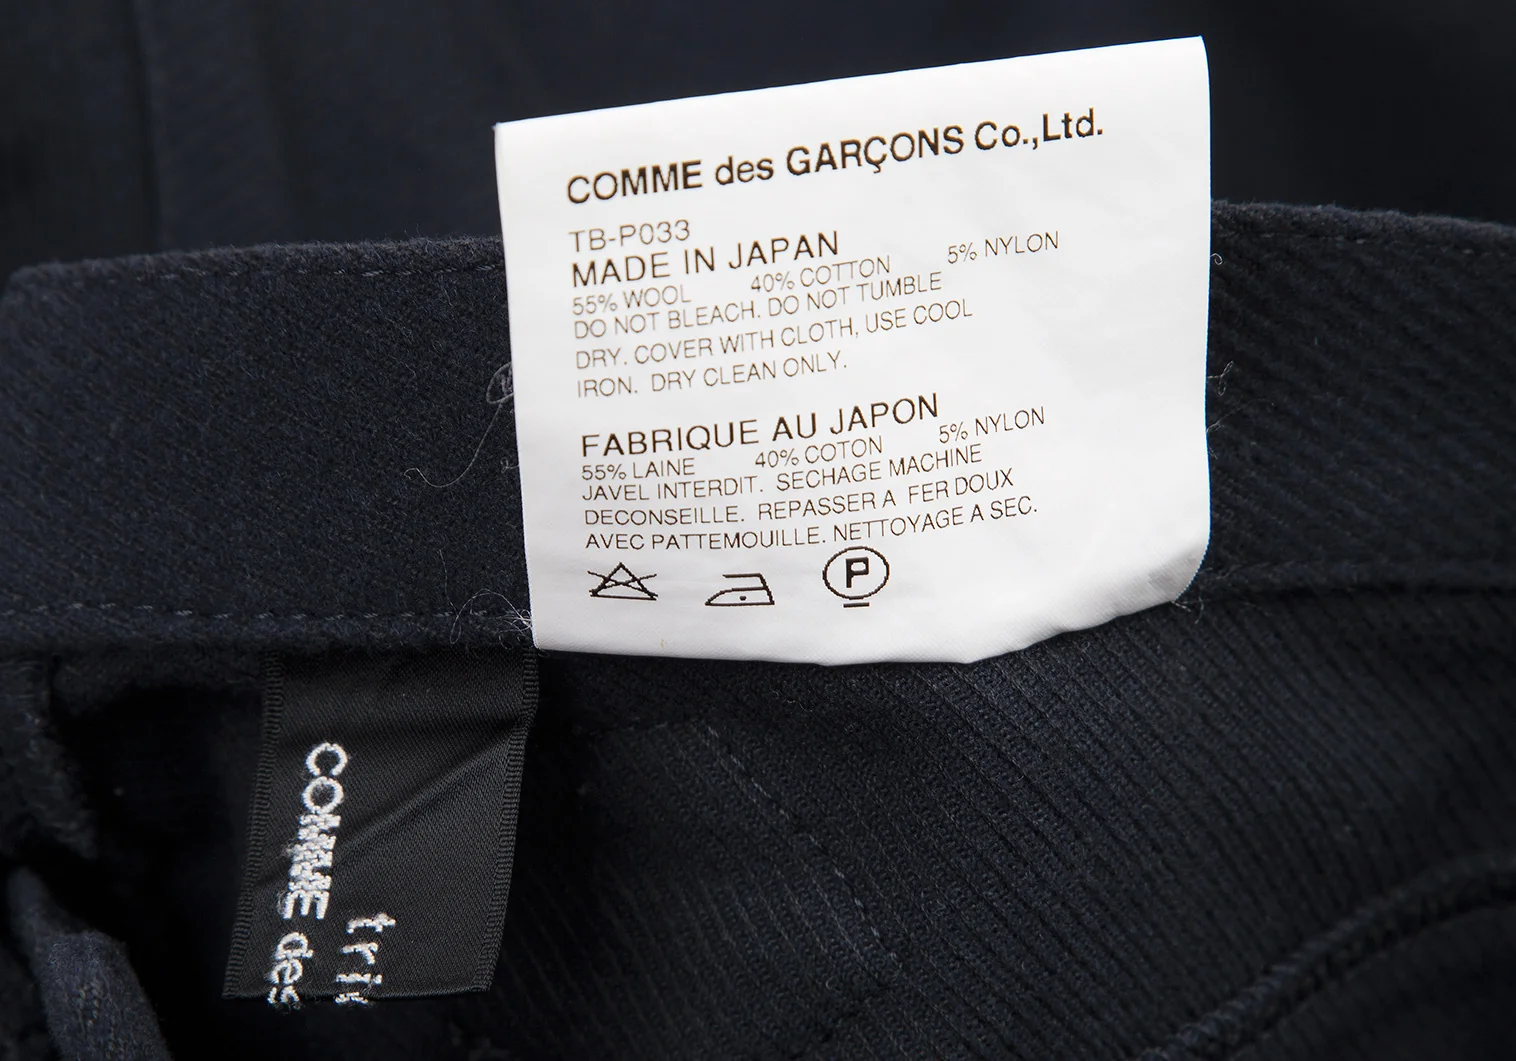 COMME des GARÇONS Co.,Ltd.
TB-P033
MADE IN JAPAN
55% WOOL 40% COTTON 5% NYLON
DO NOT BLEACH. DO NOT TUMBLE
DRY. COVER WITH CLOTH, USE COOL
IRON. DRY CLEAN ONLY.
FABRIQUE AU JAPON
55% LAINE 40% COTON 5% NYLON
JAVEL INTERDIT. SECHAGE MACHINE
DECONSEILLE. REPASSER A FER DOUX
AVEC PATTEMOUILLE. NETTOYAGE A SEC.
P
COMME des